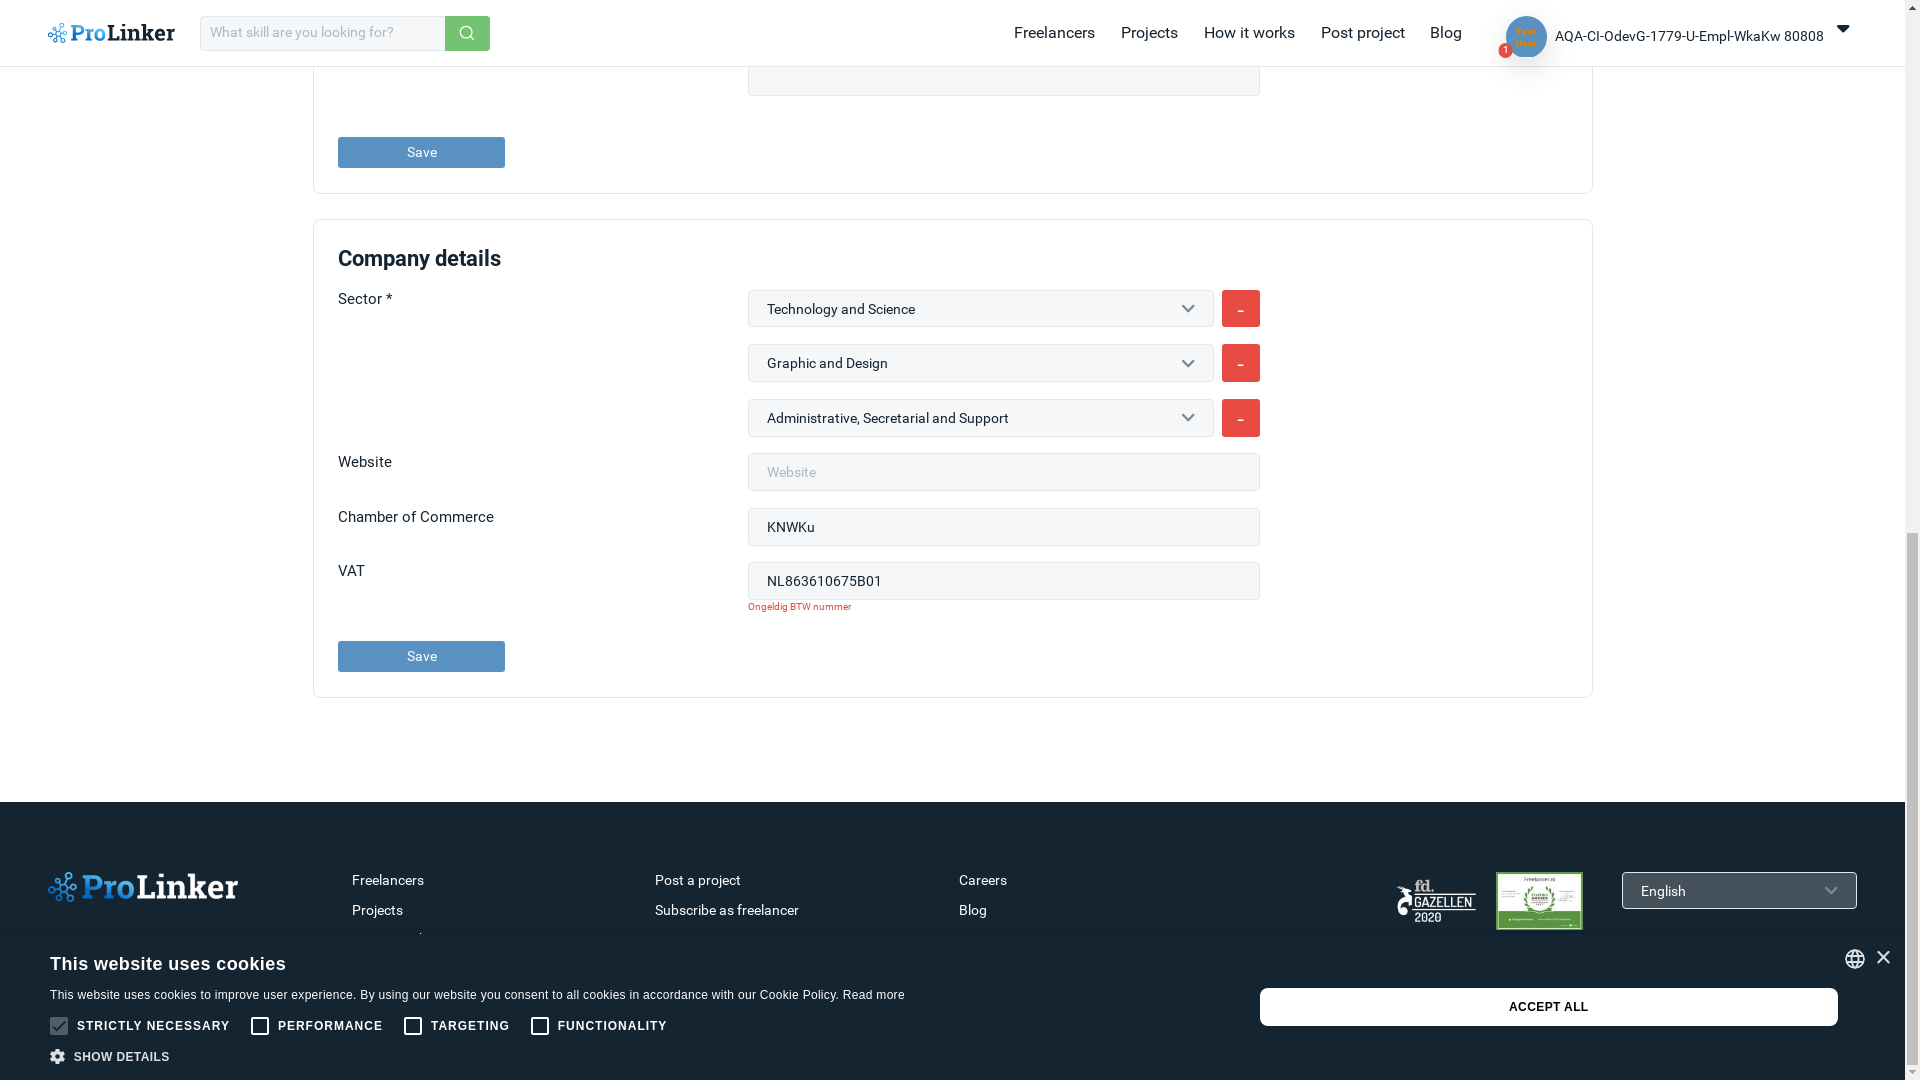 ProLinker
What skill are you looking for?
Freelancers
Projects
How it works
Post project
Blog
1
AQA-CI-OdevG-1779-U-Empl-WkaKw 80808
Save
Company details
Sector *
Technology and Science
-
Graphic and Design
-
Administrative, Secretarial and Support
-
Website
Website
Chamber of Commerce
KNWKu
VAT
NL863610675B01
Ongeldig BTW nummer
Save
ProLinker
Freelancers
Projects
Post a project
Subscribe as freelancer
Careers
Blog
fd.
GAZELLEN
2020
Freelancer.nl
English
This website uses cookies
This website uses cookies to improve user experience. By using our website you consent to all cookies in accordance with our Cookie Policy. Read more
STRICTLY NECESSARY
PERFORMANCE
TARGETING
FUNCTIONALITY
SHOW DETAILS
ACCEPT ALL